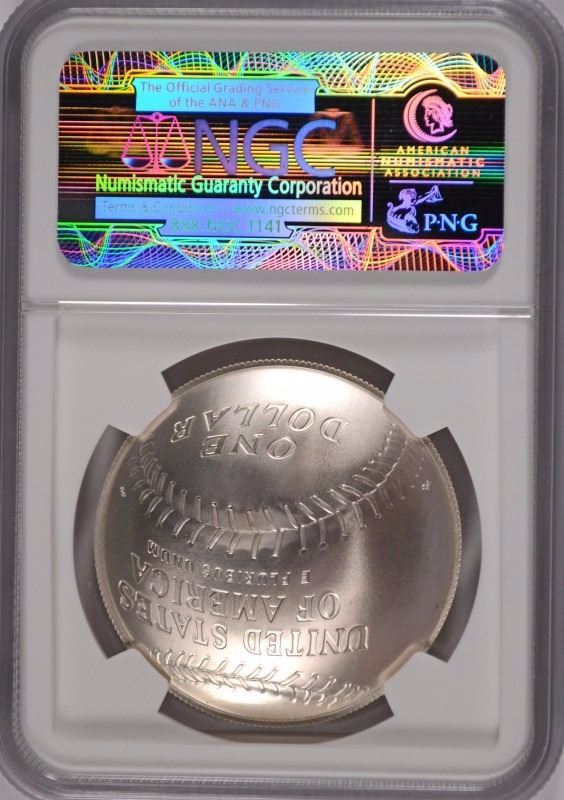 The Official Grading Service
of the ANA & PNG
NGC
Numismatic Guaranty Corporation
Terms & Conditions: www.ngcterms.com
888-NGC-1141
AMERICAN
NUMISMATIC
ASSOCIATION
P·N·G
UNITED STATES
OF AMERICA
E PLURIBUS UNUM
ONE
DOLLAR